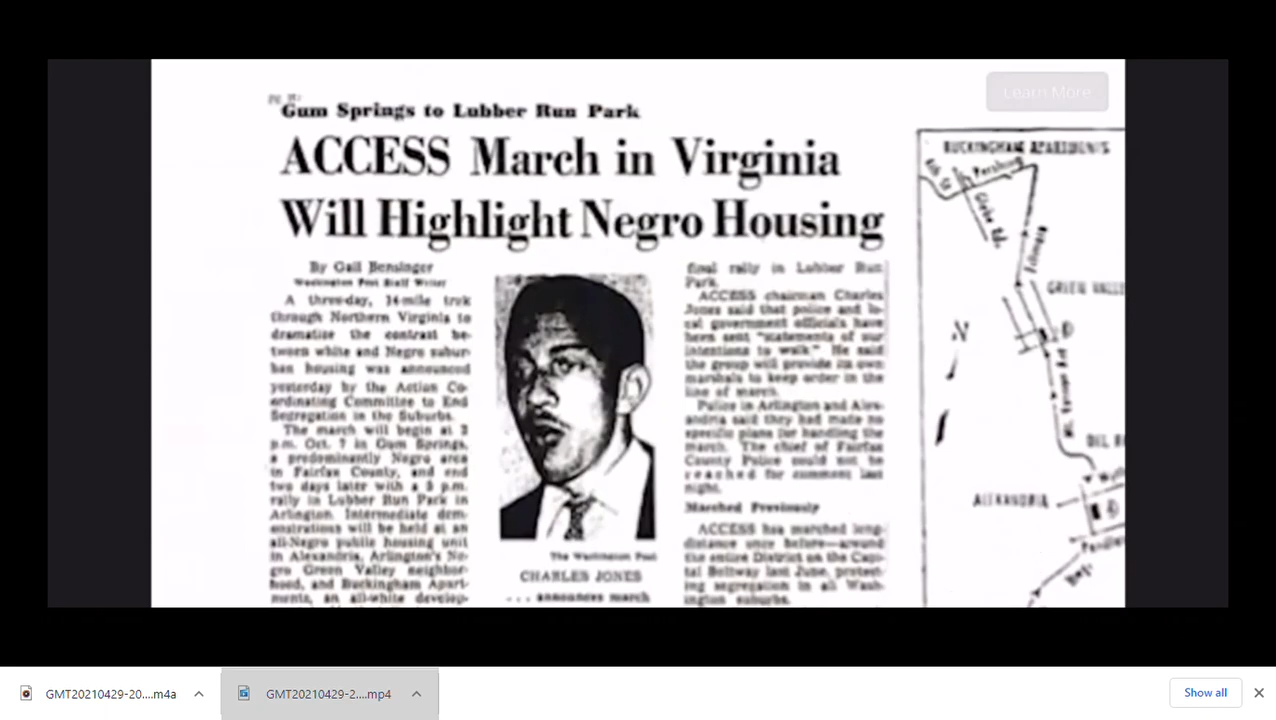 Learn More
Gum Springs to Lubber Run Park
ACCESS March in Virginia
Will Highlight Negro Housing
By Gail Bensinger
Washington Post Staff Writer
A three-day, 14-mile trek
through Northern Virginia to
dramatize the contrast be-
tween white and Negro subur-
ban housing was announced
yesterday by the Action Co-
ordinating Committee to End
Segregation in the Suburbs.
The march will begin at 3
p.m. Oct. 7 in Gum Springs,
a predominantly Negro area
in Fairfax County, and end
two days later with a 5 p.m.
rally in Lubber Run Park in
Arlington. Intermediate dem-
onstrations will be held at an
all-Negro public housing unit
in Alexandria, Arlington's Ne-
gro Green Valley neighbor-
hood, and Buckingham Apart-
ments, an all-white develop-
The Washington Post
CHARLES JONES
... announces march
final rally in Lubber Run
Park.
ACCESS chairman Charles
Jones said that police and lo-
cal government officials have
been sent "statements of our
intentions to walk." He said
the group will provide its own
marshals to keep order in the
line of march.
Police in Arlington and Alex-
andria said they had made no
specific plans for handling the
march. The chief of Fairfax
County Police could not be
reached for comment last
night.
Marched Previously
ACCESS has marched long-
distance once before—around
the entire District on the Capi-
tal Beltway last June, protest-
ing segregation in all Wash-
ington suburbs.
BUCKINGHAM APARTMENTS
4th St
Pershing
Glebe Rd.
GREEN VALLE
N
ALEXANDRIA
GMT20210429-20....m4a
GMT20210429-2....mp4
Show all